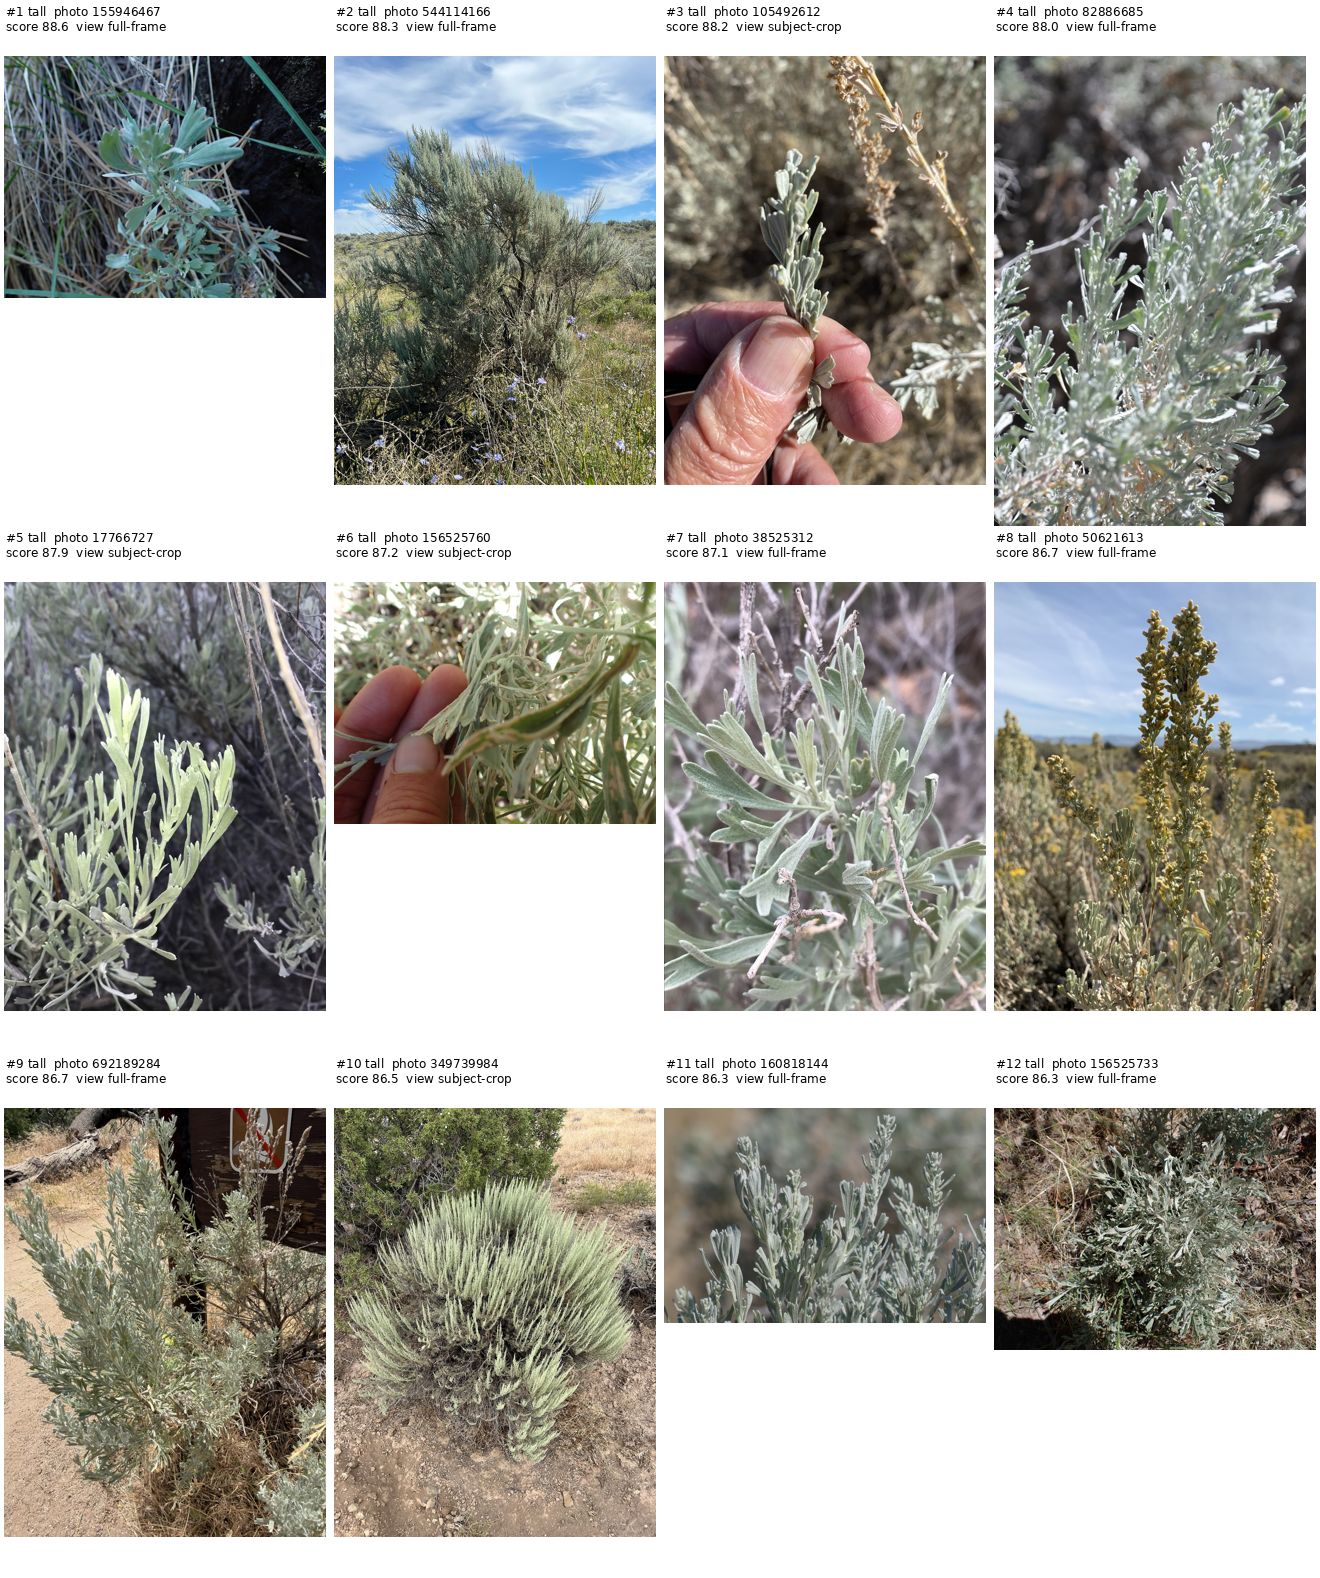 #1 tall photo 155946467
score 88.6 view full-frame
#2 tall photo 544114166
score 88.3 view full-frame
#3 tall photo 105492612
score 88.2 view subject-crop
#4 tall photo 82886685
score 88.0 view full-frame
#5 tall photo 17766727
score 87.9 view subject-crop
#6 tall photo 156525760
score 87.2 view subject-crop
#7 tall photo 38525312
score 87.1 view full-frame
#8 tall photo 50621613
score 86.7 view full-frame
#9 tall photo 692189284
score 86.7 view full-frame
#10 tall photo 349739984
score 86.5 view subject-crop
#11 tall photo 160818144
score 86.3 view full-frame
#12 tall photo 156525733
score 86.3 view full-frame